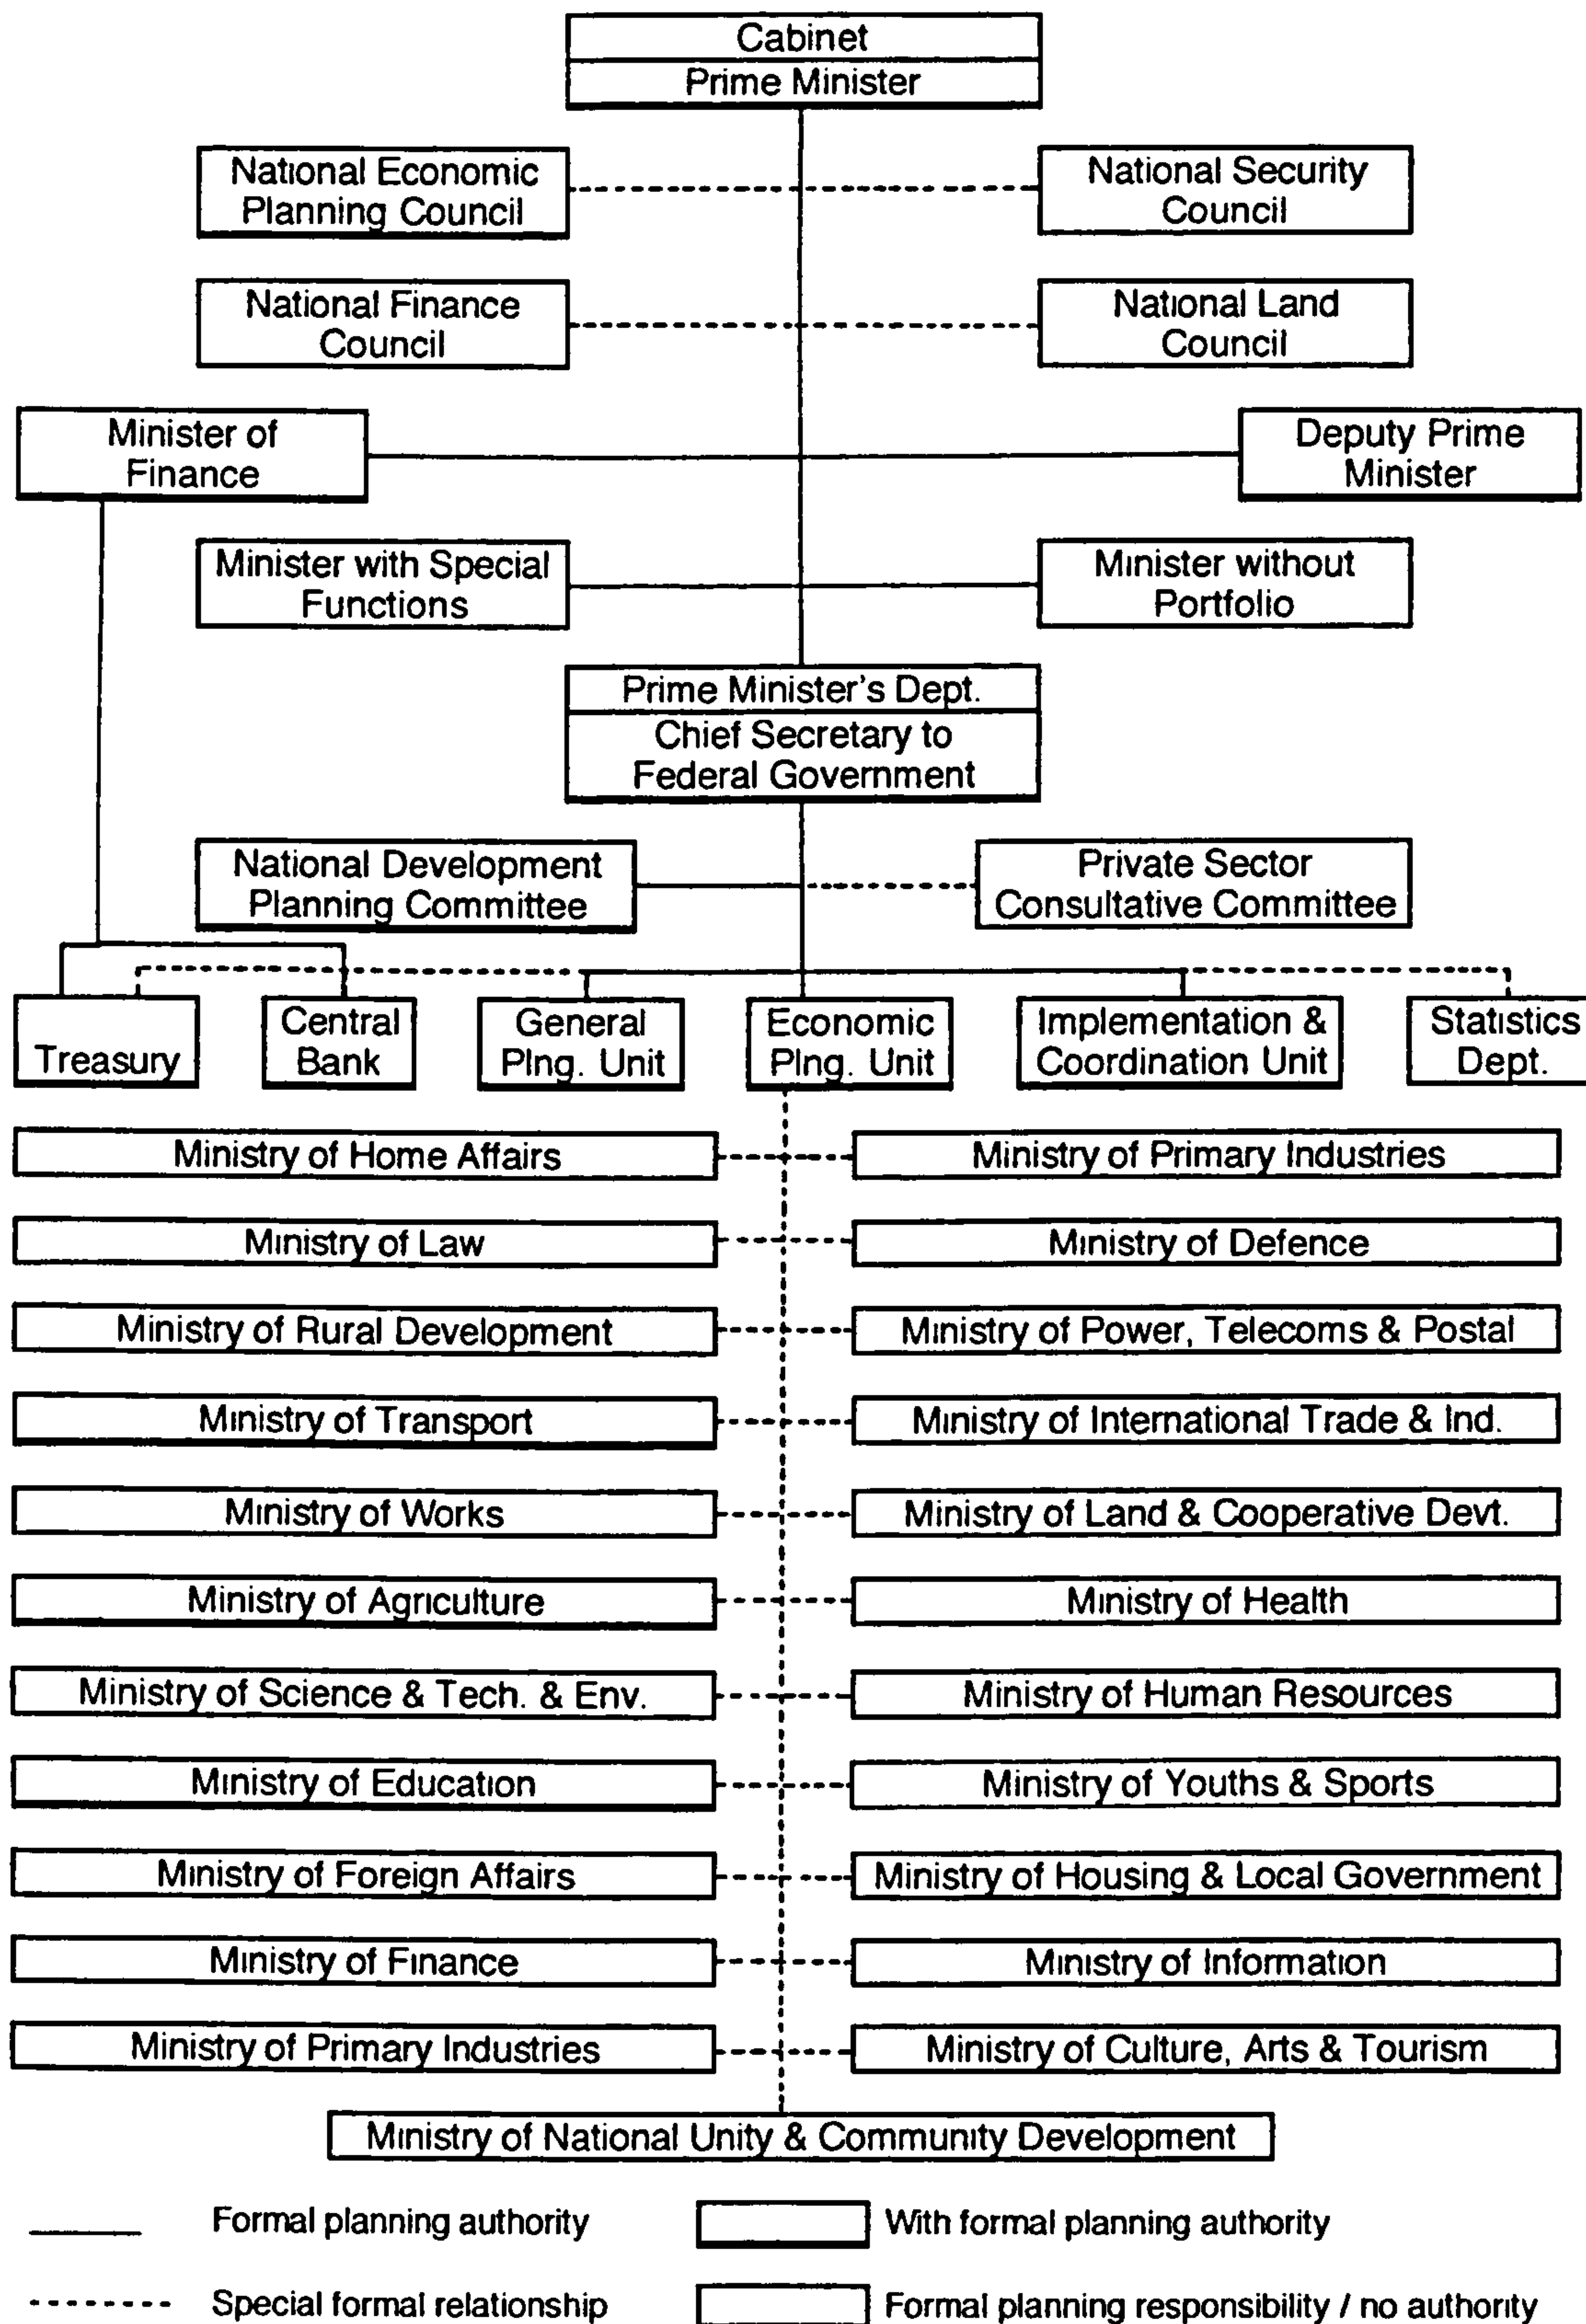 Cabinet
Prime Minister
National Economic
Planning Council
National Security
Council
National Finance
Council
National Land
Council
Minister of
Finance
Deputy Prime
Minister
Minister with Special
Functions
Minister without
Portfolio
Prime Minister's Dept.
Chief Secretary to
Federal Government
National Development
Planning Committee
Private Sector
Consultative Committee
Treasury
Central
Bank
General
Plng. Unit
Economic
Plng. Unit
Implementation &
Coordination Unit
Statistics
Dept.
Ministry of Home Affairs
Ministry of Primary Industries
Ministry of Law
Ministry of Defence
Ministry of Rural Development
Ministry of Power, Telecoms & Postal
Ministry of Transport
Ministry of International Trade & Ind.
Ministry of Works
Ministry of Land & Cooperative Devt.
Ministry of Agriculture
Ministry of Health
Ministry of Science & Tech. & Env.
Ministry of Human Resources
Ministry of Education
Ministry of Youths & Sports
Ministry of Foreign Affairs
Ministry of Housing & Local Government
Ministry of Finance
Ministry of Information
Ministry of Primary Industries
Ministry of Culture, Arts & Tourism
Ministry of National Unity & Community Development
Formal planning authority
With formal planning authority
Special formal relationship
Formal planning responsibility / no authority